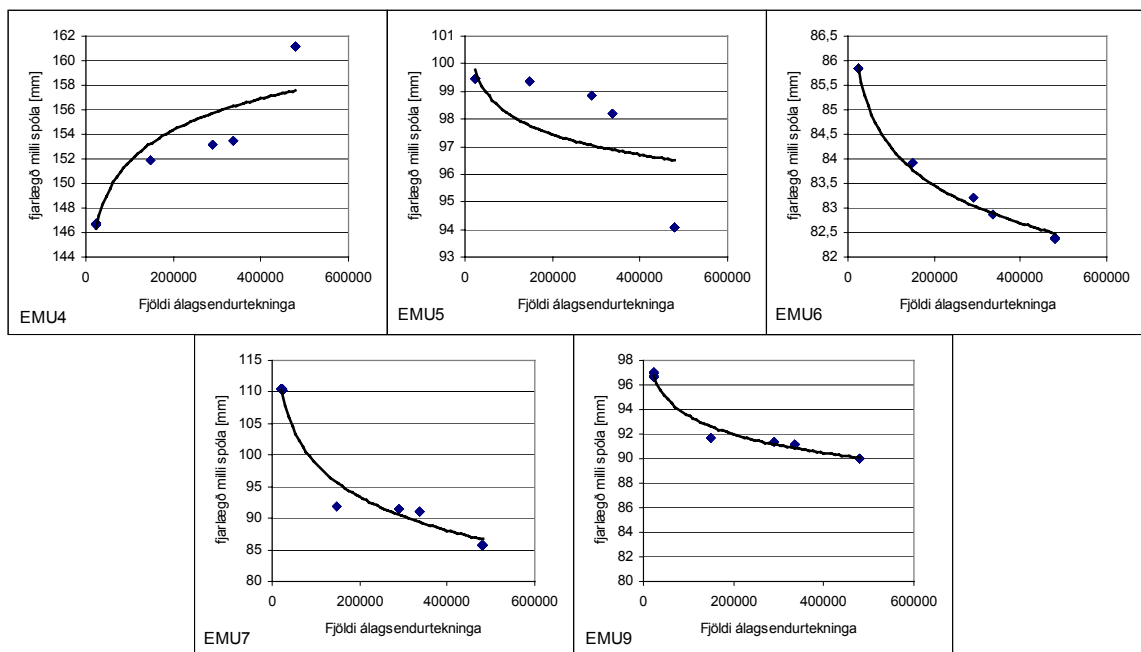 fjarlægð milli spóla [mm]
162
160
158
156
154
152
150
148
146
144
0 200000 400000 600000
Fjöldi álagsendurtekninga
EMU4
fjarlægð milli spóla [mm]
101
100
99
98
97
96
95
94
93
0 200000 400000 600000
Fjöldi álagsendurtekninga
EMU5
fjarlægð milli spóla [mm]
86,5
86
85,5
85
84,5
84
83,5
83
82,5
82
0 200000 400000 600000
Fjöldi álagsendurtekninga
EMU6
fjarlægð milli spóla [mm]
115
110
105
100
95
90
85
80
0 200000 400000 600000
Fjöldi álagsendurtekninga
EMU7
fjarlægð milli spóla [mm]
98
96
94
92
90
88
86
84
82
80
0 200000 400000 600000
Fjöldi álagsendurtekninga
EMU9